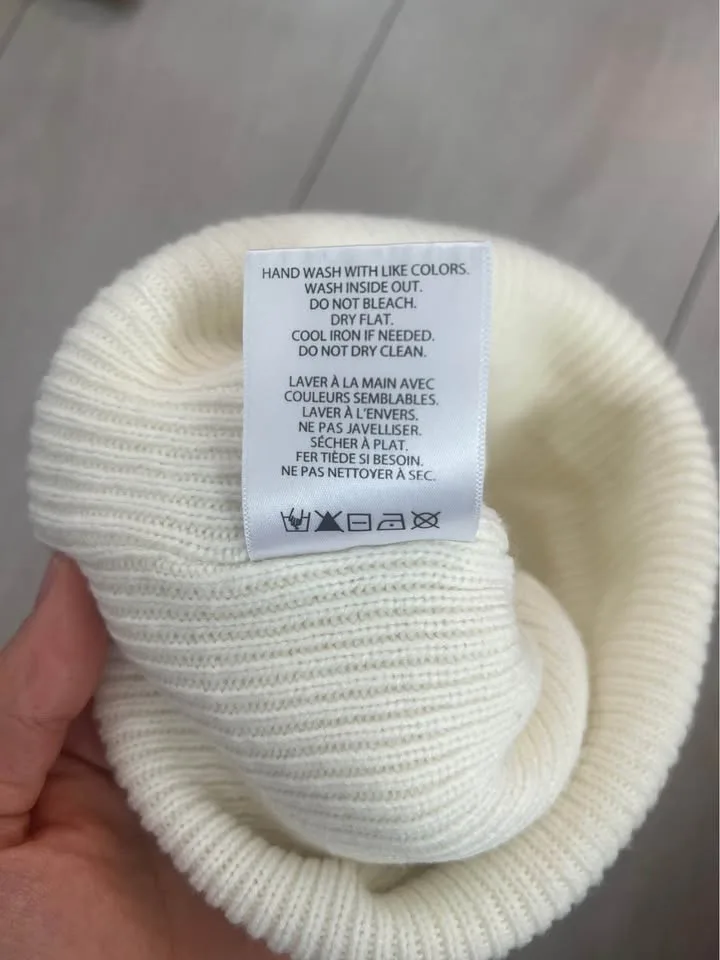 HAND WASH WITH LIKE COLORS.
WASH INSIDE OUT.
DO NOT BLEACH.
DRY FLAT.
COOL IRON IF NEEDED.
DO NOT DRY CLEAN.
LAVER À LA MAIN AVEC
COULEURS SEMBLABLES.
LAVER À L'ENVERS.
NE PAS JAVELLISER.
SÉCHER À PLAT.
FER TIÈDE SI BESOIN.
NE PAS NETTOYER À SEC.